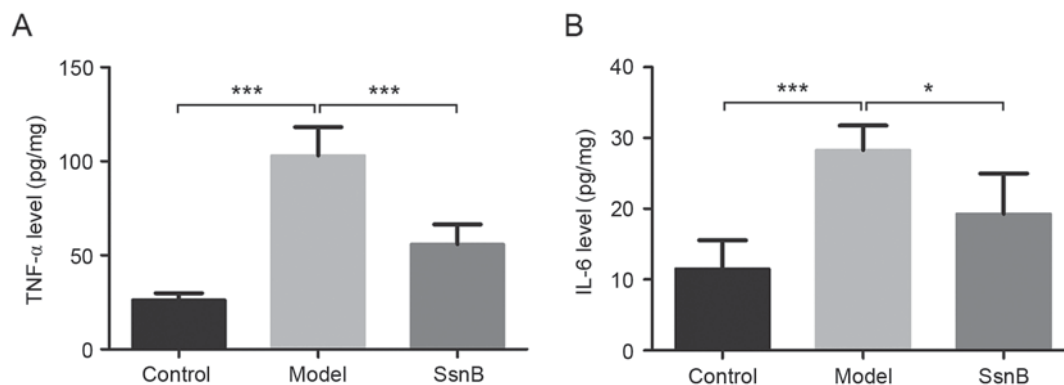 A
TNF-α level (pg/mg)
150
100
50
0
***
***
Control
Model
SsnB
B
IL-6 level (pg/mg)
40
30
20
10
0
***
*
Control
Model
SsnB